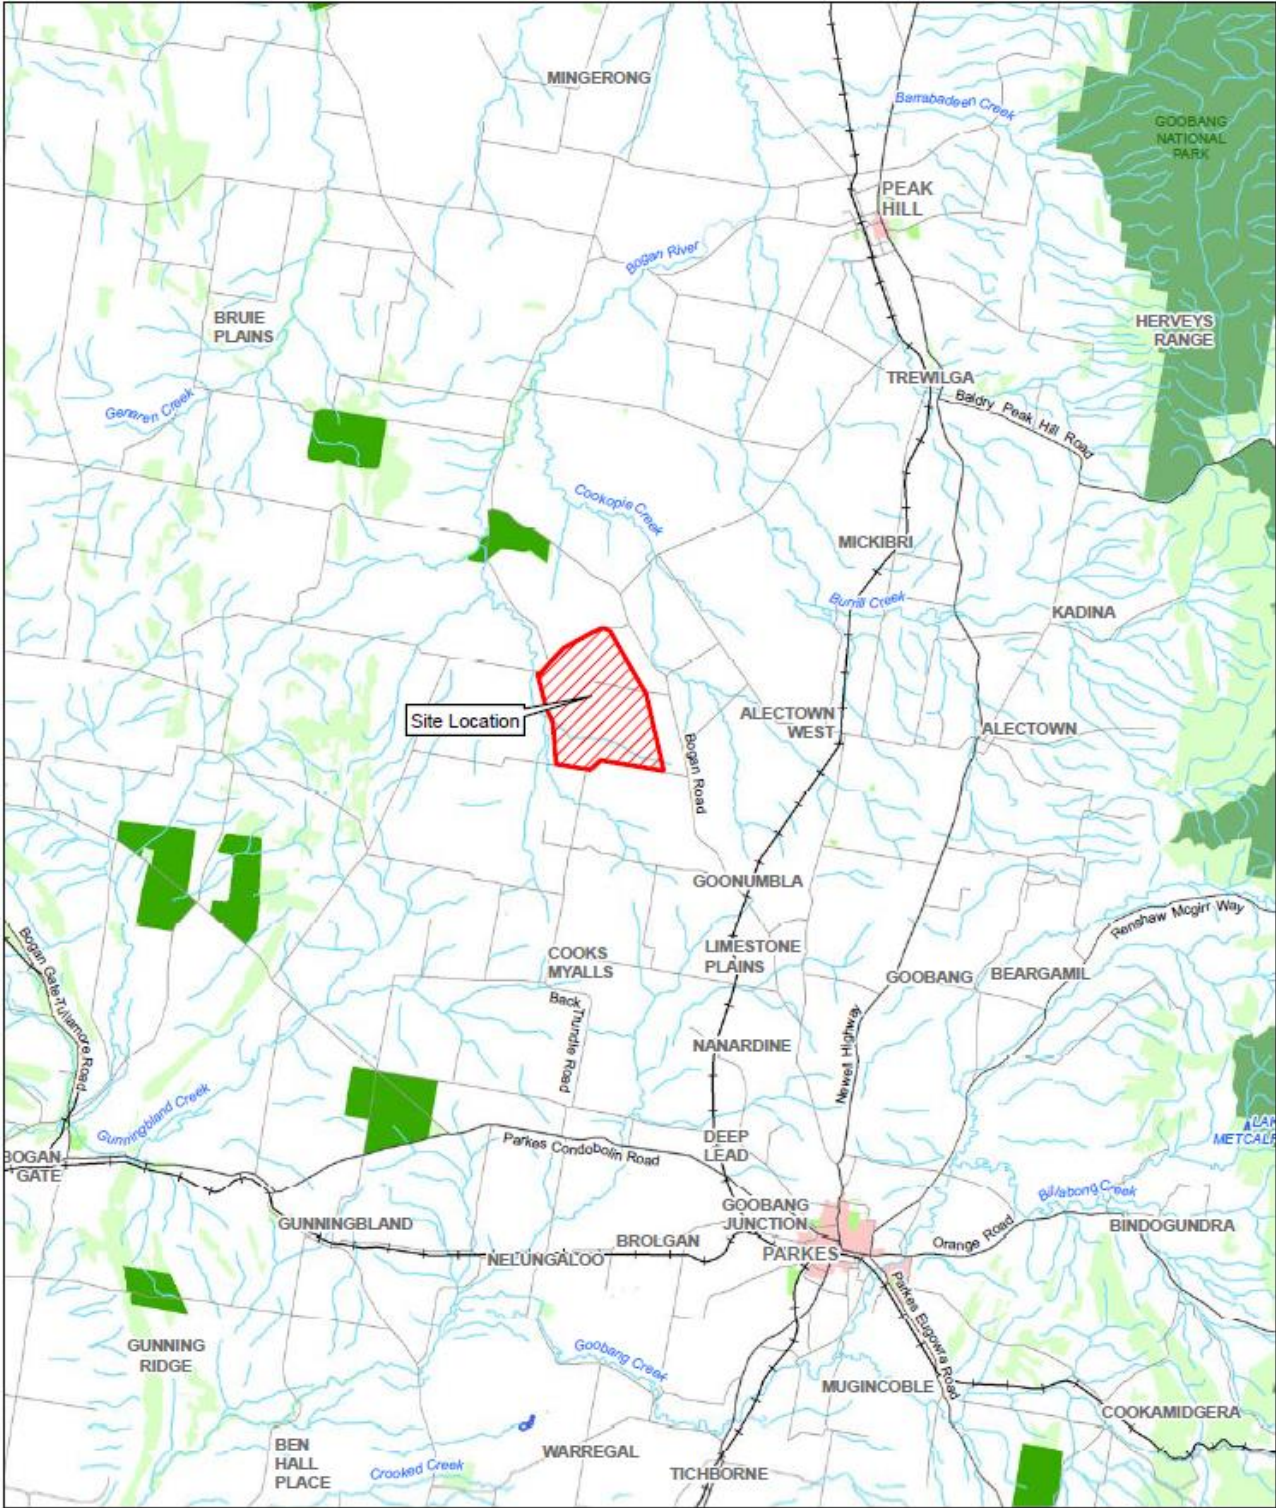 MINGERONG
Barrabadeen Creek
GOOBANG
NATIONAL
PARK
PEAK
HILL
Bogan River
BRUIE
PLAINS
HERVEYS
RANGE
TREWILGA
Baldry Peak Hill Road
Genaren Creek
Cookopie Creek
MICKIBRI
Burrill Creek
KADINA
Site Location
ALECTOWN
WEST
ALECTOWN
Bogan Road
GOONUMBLA
Renshaw Mcgirr Way
Bogan Gate Tullamore Road
COOKS
MYALLS
LIMESTONE
PLAINS
GOOBANG
BEARGAMIL
Back Trundle Road
NANARDINE
Newell Highway
Gunningbland Creek
DEEP
LEAD
Parkes Condobolin Road
LAK
METCALF
BOGAN
GATE
Billabong Creek
GOOBANG
JUNCTION
GUNNINGBLAND
BROLGAN
Orange Road
BINDOGUNDRA
NELUNGALOO
PARKES
Parkes Eugowra Road
GUNNING
RIDGE
Goobang Creek
MUGINCOBLE
COOKAMIDGERA
BEN
HALL
PLACE
WARREGAL
Crooked Creek
TICHBORNE